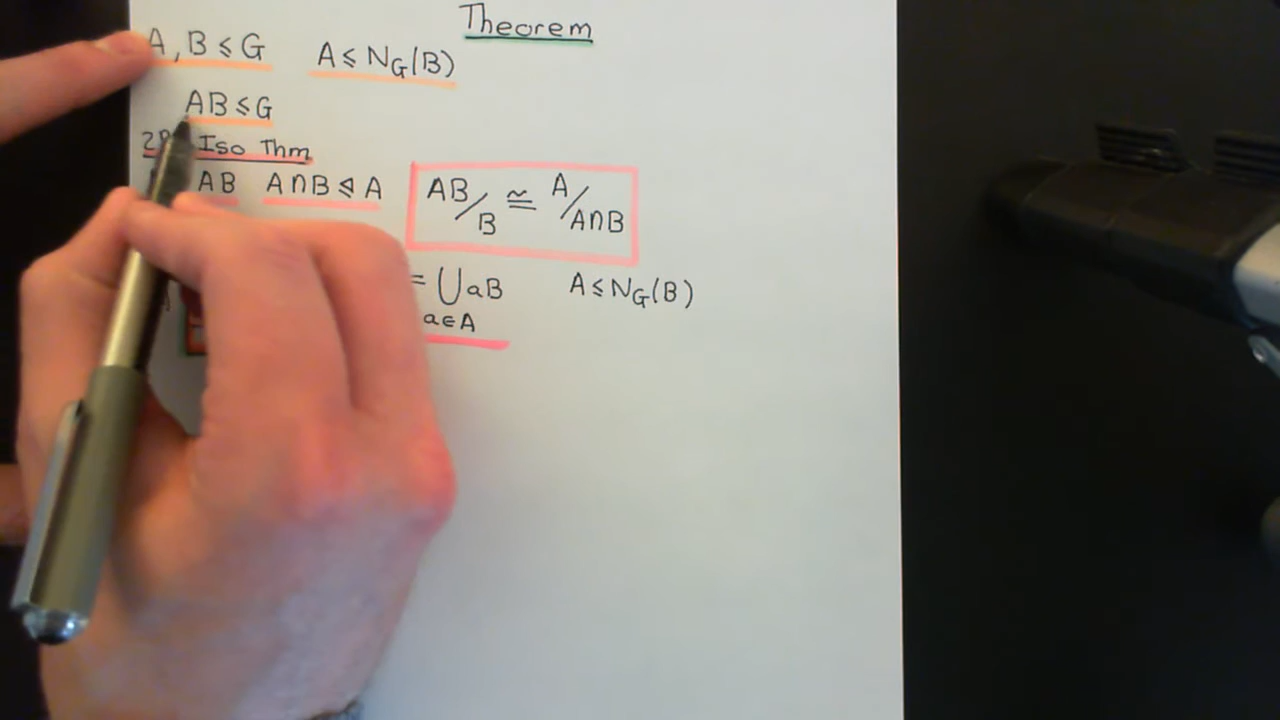 Theorem
A, B ≤ G A ≤ N_G(B)
AB ≤ G
Iso Thm
AB A∩B ⊲ A AB/B ≅ A/A∩B
= ⋃ aB A ≤ N_G(B)
a∈A